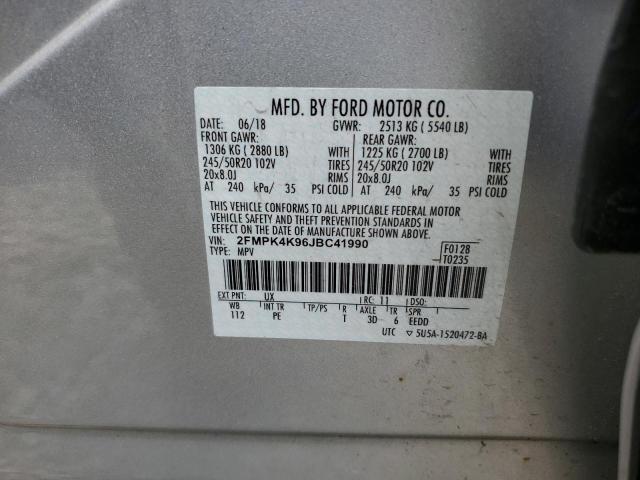 MFD. BY FORD MOTOR CO.
DATE: 06/18 GVWR: 2513 KG ( 5540 LB)
FRONT GAWR: REAR GAWR:
1306 KG ( 2880 LB) WITH 1225 KG ( 2700 LB) WITH
245/50R20 102V TIRES 245/50R20 102V TIRES
20x8.0J RIMS 20x8.0J RIMS
AT 240 kPa/ 35 PSI COLD AT 240 kPa/ 35 PSI COLD
THIS VEHICLE CONFORMS TO ALL APPLICABLE FEDERAL MOTOR
VEHICLE SAFETY AND THEFT PREVENTION STANDARDS IN
EFFECT ON THE DATE OF MANUFACTURE SHOWN ABOVE.
VIN: 2FMPK4K96JBC41990 F0128
TYPE: MPV T0235
EXT PNT: UX RC: 11 DSO:
WB INT TR TP/PS R AXLE TR SPR
112 PE T 3D 6 EEDD
UTC ▽ 5U5A-1520472-BA